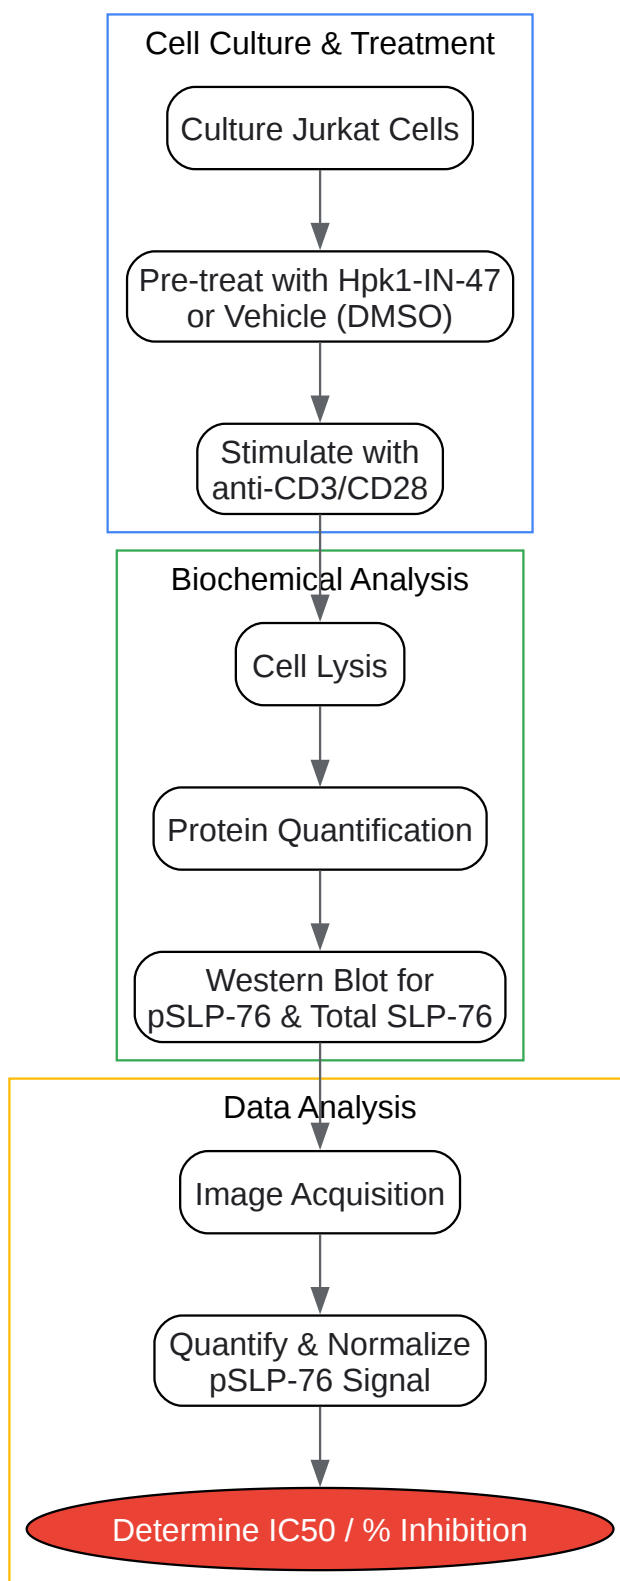 Cell Culture & Treatment
Culture Jurkat Cells
Pre-treat with Hpk1-IN-47
or Vehicle (DMSO)
Stimulate with
anti-CD3/CD28
Biochemical Analysis
Cell Lysis
Protein Quantification
Western Blot for
pSLP-76 & Total SLP-76
Data Analysis
Image Acquisition
Quantify & Normalize
pSLP-76 Signal
Determine IC50 / % Inhibition